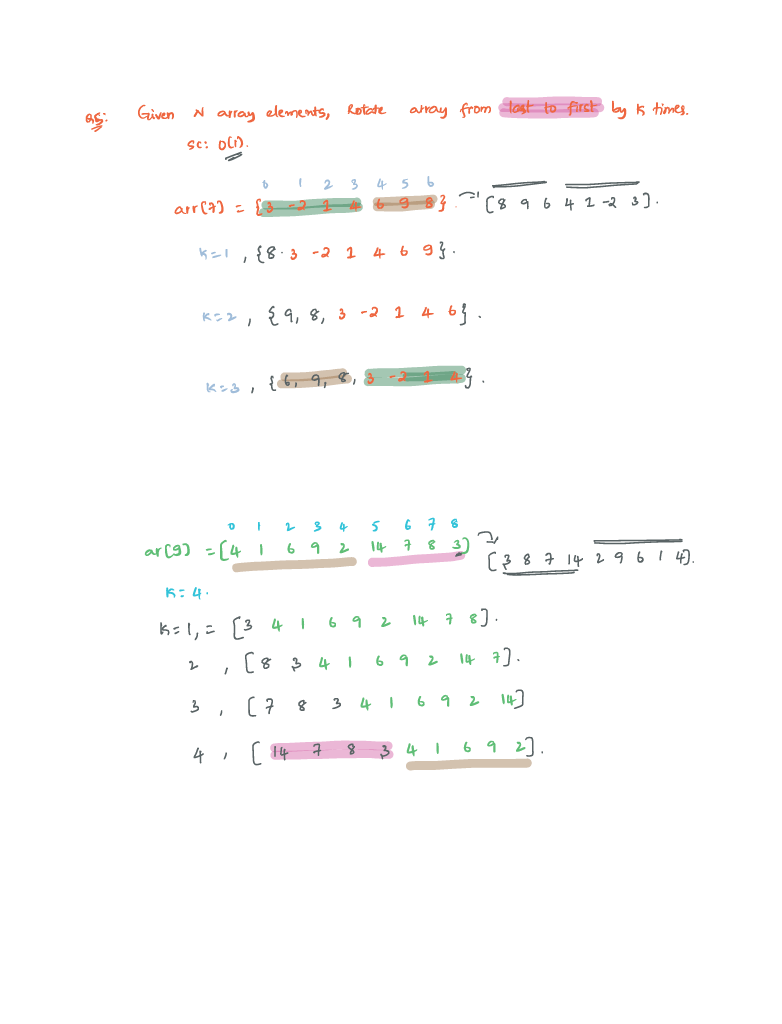 Q5: Given N array elements, Rotate array from last to first by K times.
SC: O(1).
0 1 2 3 4 5 6
arr[7] = {3 -2 1 4 6 9 8}. → [8 9 6 4 1 -2 3].
K=1 , {8. 3 -2 1 4 6 9}.
K=2 , {9, 8, 3 -2 1 4 6}.
K=3 , {6, 9, 8, 3 -2 1 4}.
0 1 2 3 4 5 6 7 8
ar[9] = [4 1 6 9 2 14 7 8 3] → [3 8 7 14 2 9 6 1 4].
K=4.
K=1, = [3 4 1 6 9 2 14 7 8].
2 , [8 3 4 1 6 9 2 14 7].
3 , [7 8 3 4 1 6 9 2 14]
4 , [14 7 8 3 4 1 6 9 2].